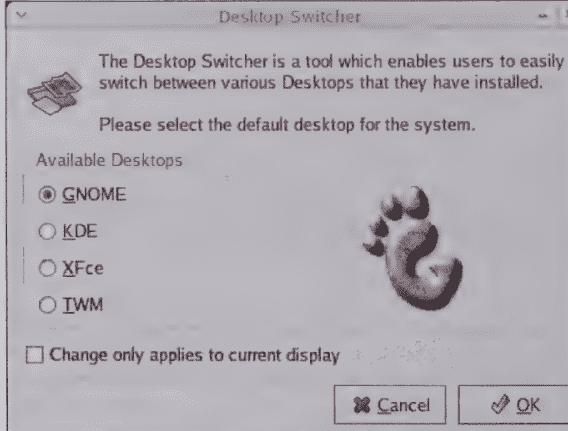 Desktop Switcher
The Desktop Switcher is a tool which enables users to easily
switch between various Desktops that they have installed.
Please select the default desktop for the system.
Available Desktops
GNOME
KDE
XFce
TWM
Change only applies to current display
Cancel
OK